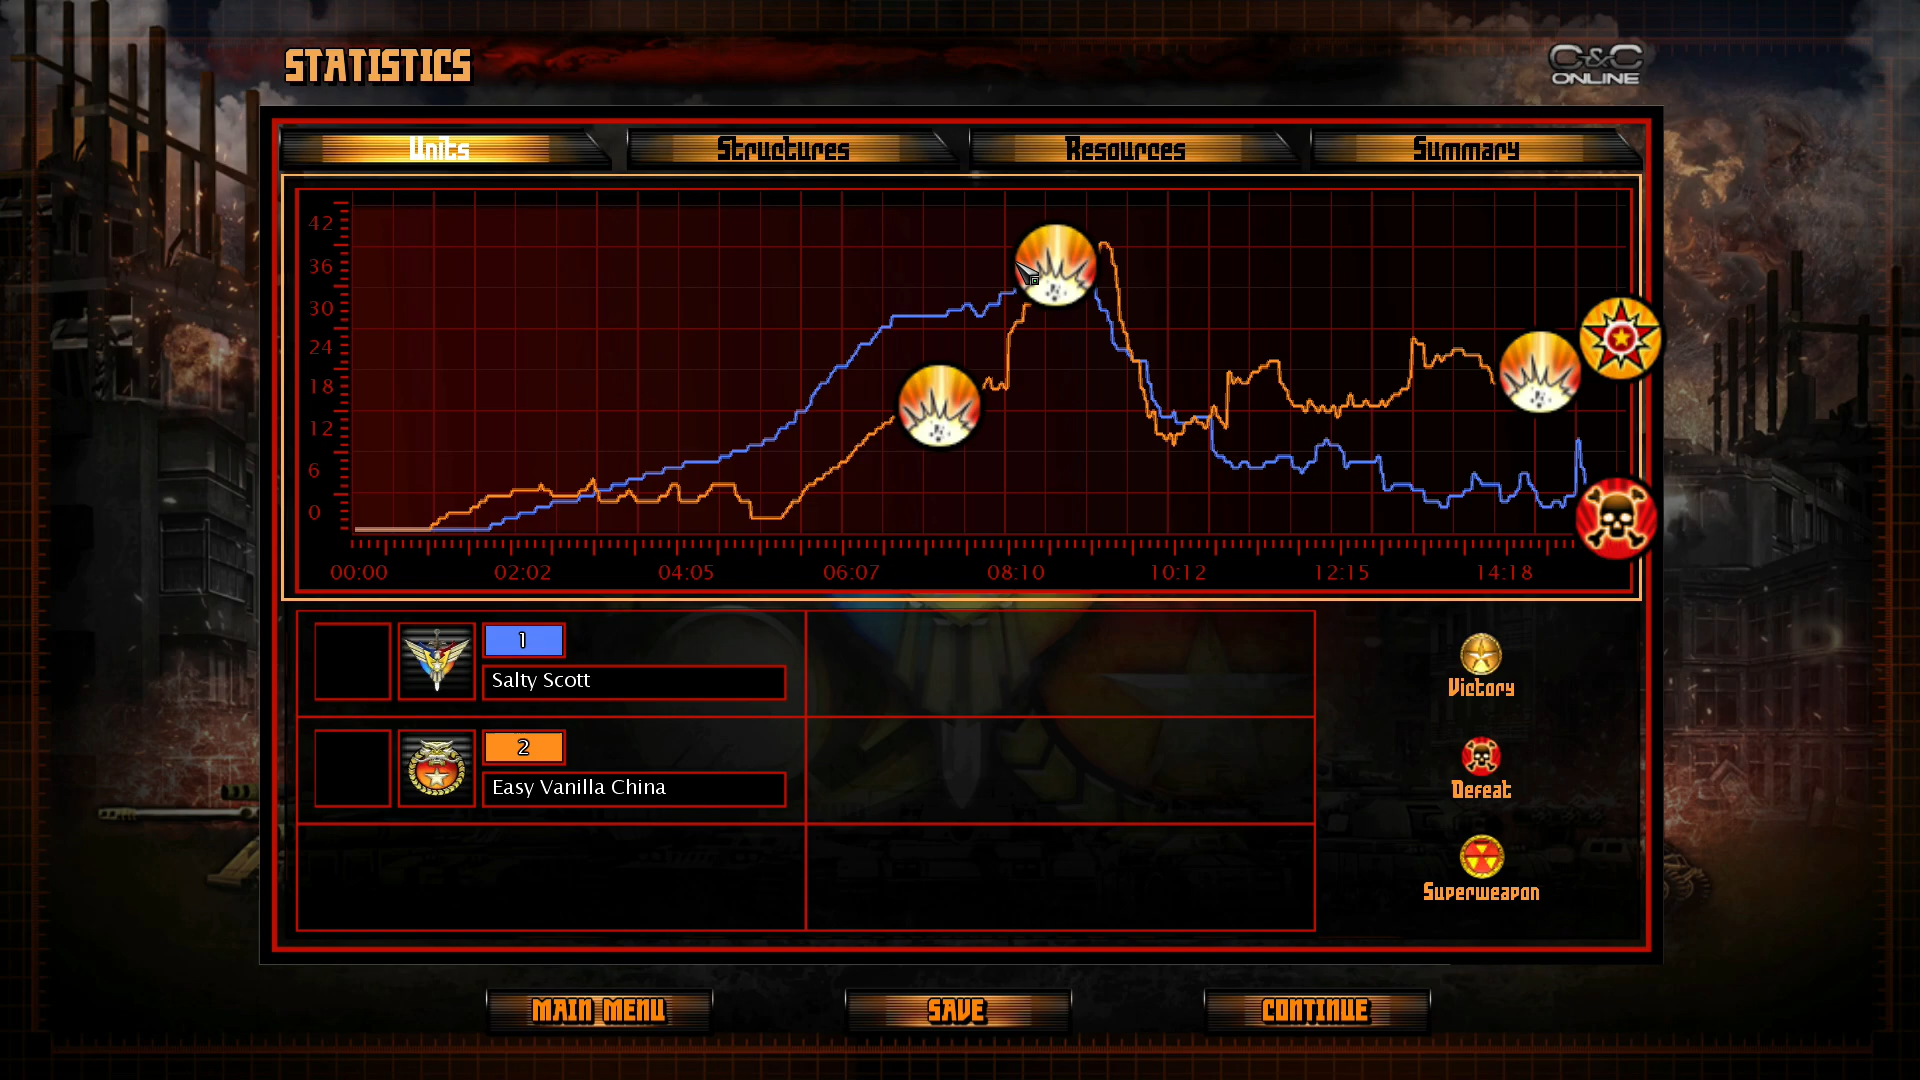 STATISTICS
C&C
ONLINE
Units Structures Resources Summary
42
36
30
24
18
12
6
0
00:00 02:02 04:05 06:07 08:10 10:12 12:15 14:18
1
Salty Scott
2
Easy Vanilla China
Victory
Defeat
Superweapon
MAIN MENU SAVE CONTINUE